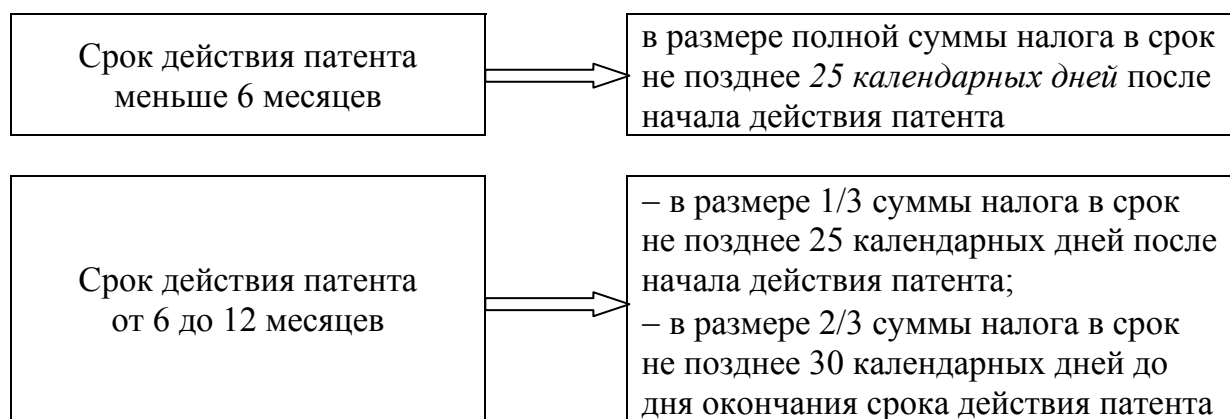 Срок действия патента
меньше 6 месяцев
в размере полной суммы налога в срок
не позднее 25 календарных дней после
начала действия патента
Срок действия патента
от 6 до 12 месяцев
– в размере 1/3 суммы налога в срок
не позднее 25 календарных дней после
начала действия патента;
– в размере 2/3 суммы налога в срок
не позднее 30 календарных дней до
дня окончания срока действия патента